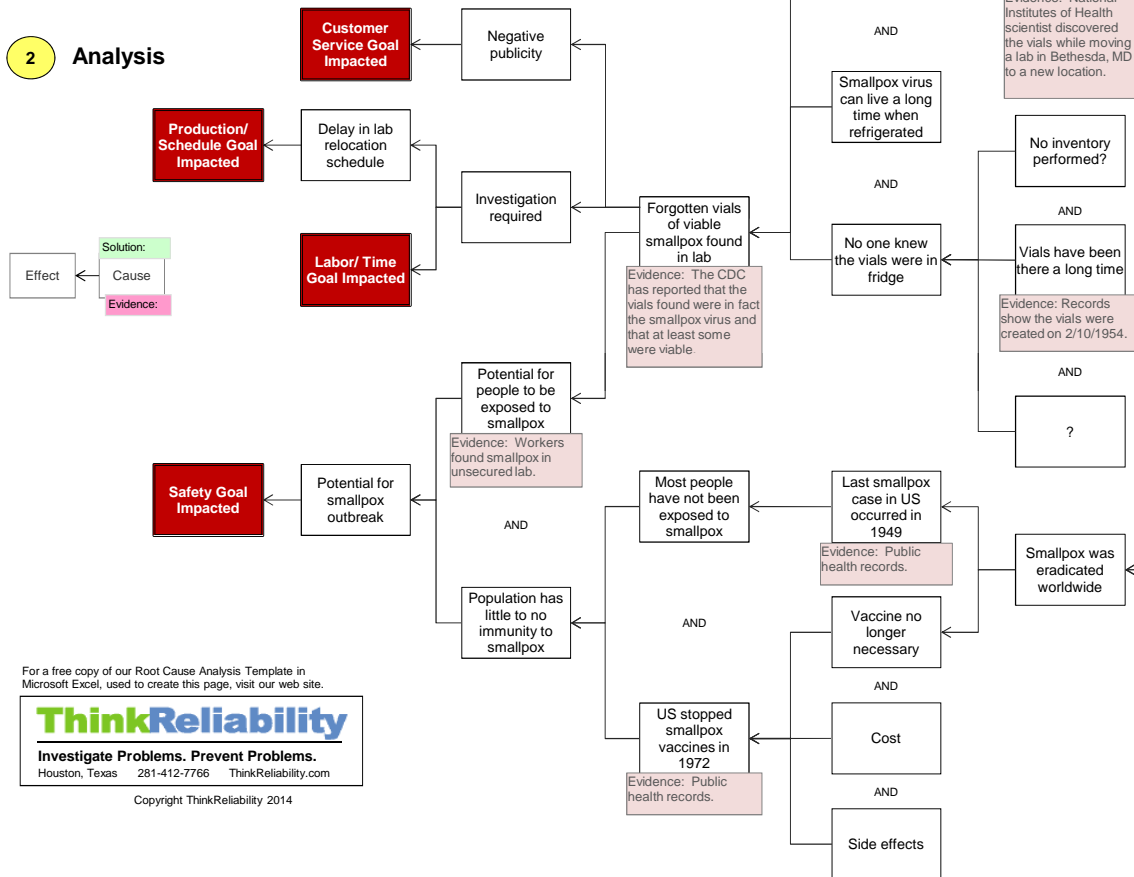 2
Analysis
Customer
Service Goal
Impacted
Negative
publicity
AND
Evidence: National
Institutes of Health
scientist discovered
the vials while moving
a lab in Bethesda, MD
to a new location.
Smallpox virus
can live a long
time when
refrigerated
Production/
Schedule Goal
Impacted
Delay in lab
relocation
schedule
No inventory
performed?
AND
Investigation
required
Forgotten vials
of viable
smallpox found
in lab
Evidence: The CDC
has reported that the
vials found were in fact
the smallpox virus and
that at least some
were viable.
AND
No one knew
the vials were in
fridge
Vials have been
there a long time
Evidence: Records
show the vials were
created on 2/10/1954.
Labor/ Time
Goal Impacted
Effect
Solution:
Cause
Evidence:
AND
?
Potential for
people to be
exposed to
smallpox
Evidence: Workers
found smallpox in
unsecured lab.
Safety Goal
Impacted
Potential for
smallpox
outbreak
AND
Most people
have not been
exposed to
smallpox
Last smallpox
case in US
occurred in
1949
Evidence: Public
health records.
Smallpox was
eradicated
worldwide
Population has
little to no
immunity to
smallpox
AND
Vaccine no
longer
necessary
AND
US stopped
smallpox
vaccines in
1972
Evidence: Public
health records.
Cost
AND
Side effects
For a free copy of our Root Cause Analysis Template in
Microsoft Excel, used to create this page, visit our web site.
ThinkReliability
Investigate Problems. Prevent Problems.
Houston, Texas 281-412-7766 ThinkReliability.com
Copyright ThinkReliability 2014